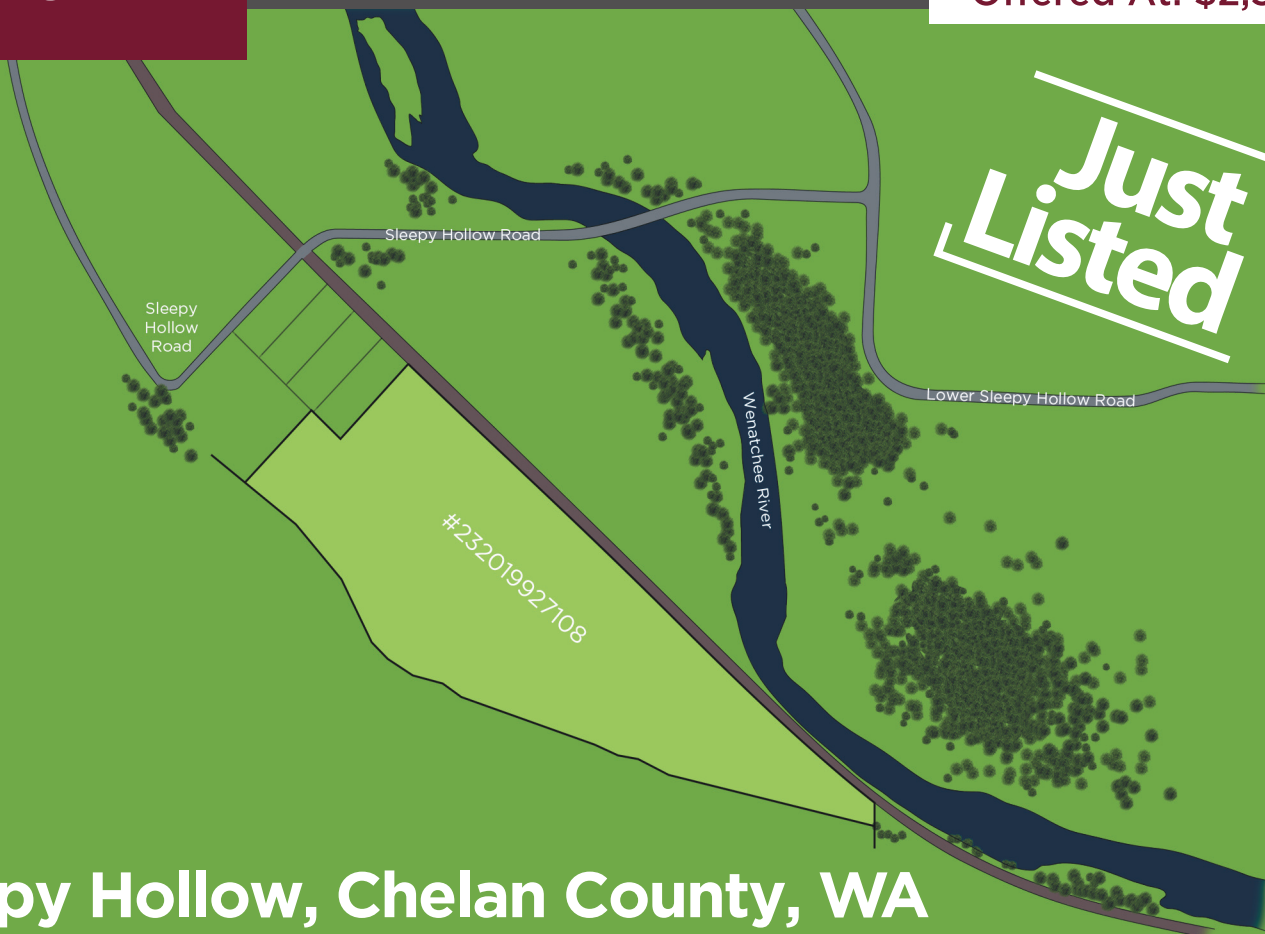 Just
Listed
Sleepy Hollow Road
Sleepy
Hollow
Road
Lower Sleepy Hollow Road
Wenatchee River
#232019927108
py Hollow, Chelan County, WA